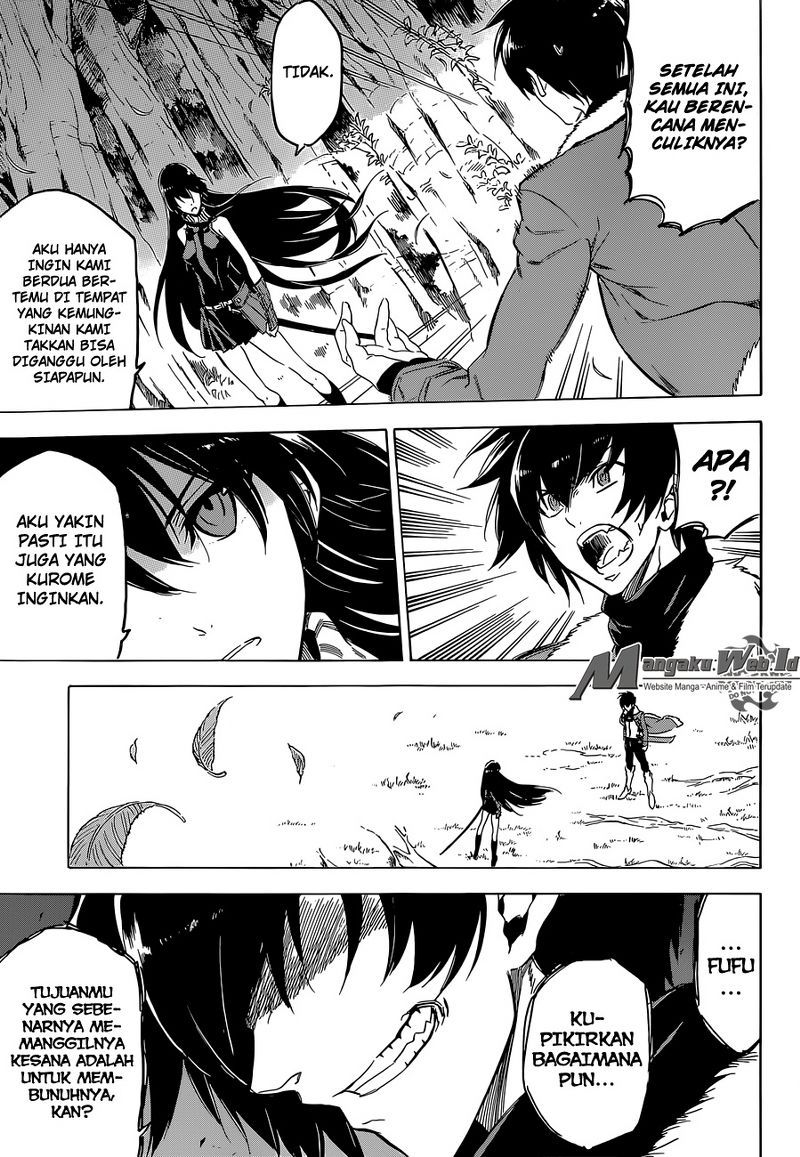 SETELAH
SEMUA INI,
KAU BEREN-
CANA MEN-
CULIKNYA?
TIDAK.
AKU HANYA
INGIN KAMI
BERDUA BER-
TEMU DI TEMPAT
YANG KEMUNG-
KINAN KAMI
TAKKAN BISA
DIGANGGU OLEH
SIAPAPUN.
APA
?!
AKU YAKIN
PASTI ITU
JUGA YANG
KUROME
INGINKAN.
Mangaku.Web.Id
Website Manga - Anime & Film Terupdate
...
FUFU
...
KU-
PIKIRKAN
BAGAIMANA
PUN...
TUJUANMU
YANG SEBE-
NARNYA ME-
MANGGILNYA
KESANA ADALAH
UNTUK MEM-
BUNUHNYA,
KAN?